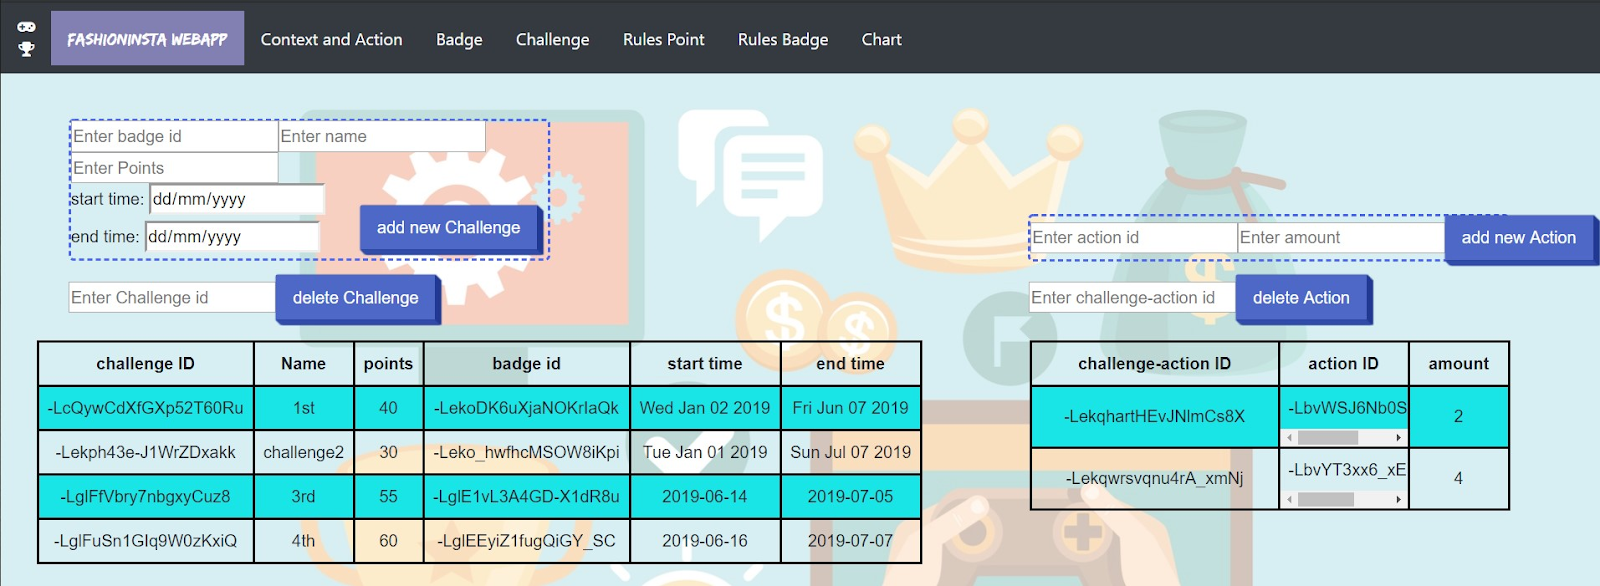 FASHIONINSTA WEBAPP Context and Action Badge Challenge Rules Point Rules Badge Chart
Enter badge id Enter name
Enter Points
start time: dd/mm/yyyy
end time: dd/mm/yyyy
add new Challenge
Enter Challenge id delete Challenge
challenge ID Name points badge id start time end time
-LcQywCdXfGXp52T60Ru 1st 40 -LekoDK6uXjaNOKrlaQk Wed Jan 02 2019 Fri Jun 07 2019
-Lekph43e-J1WrZDxakk challenge2 30 -Leko_hwfhcMSOW8iKpi Tue Jan 01 2019 Sun Jul 07 2019
-LglFfVbry7nbgxyCuz8 3rd 55 -LglE1vL3A4GD-X1dR8u 2019-06-14 2019-07-05
-LglFuSn1GIq9W0zKxiQ 4th 60 -LglEEyiZ1fugQiGY_SC 2019-06-16 2019-07-07
Enter action id Enter amount add new Action
Enter challenge-action id delete Action
challenge-action ID action ID amount
-LekqhartHEvJNlmCs8X -LbvWSJ6Nb0S 2
-Lekqwrsvqnu4rA_xmNj -LbvYT3xx6_xE 4